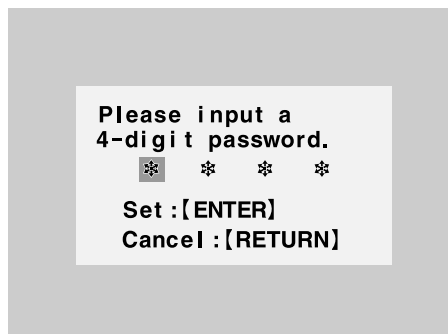 Please input a
4-digit password.
✽ ✽ ✽ ✽
Set :【ENTER】
Cancel :【RETURN】